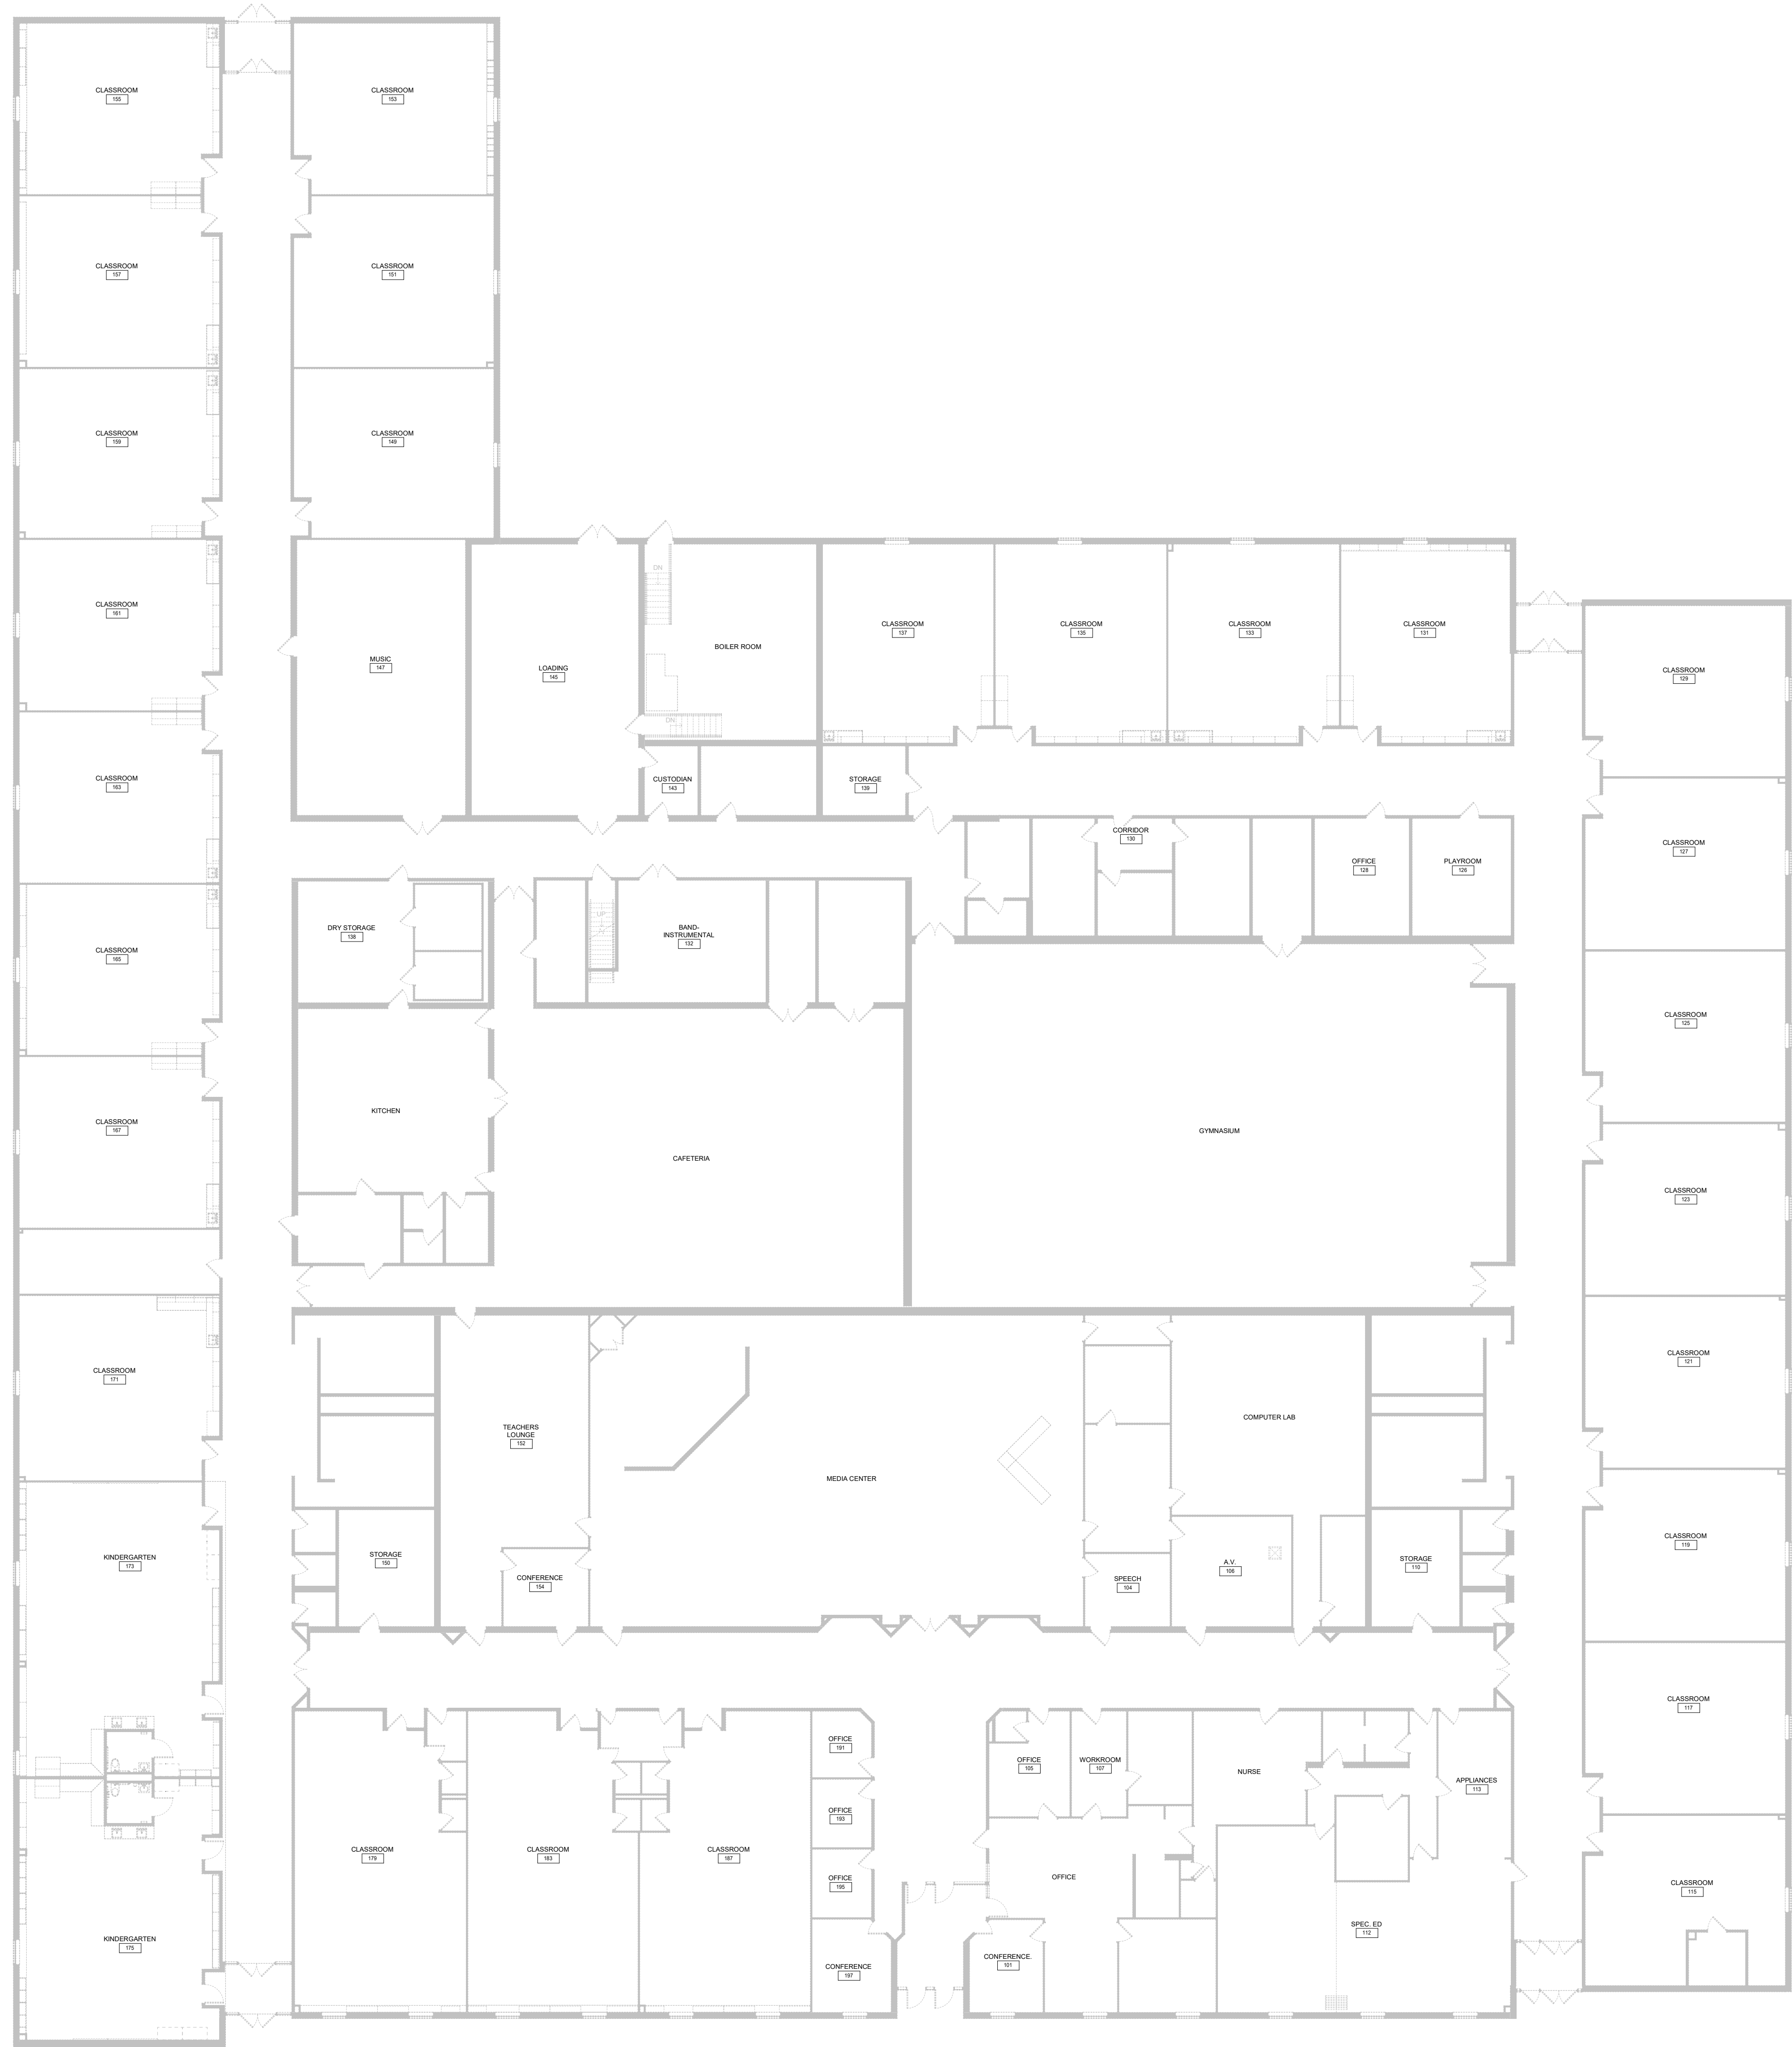 CLASSROOM
155
CLASSROOM
153
CLASSROOM
157
CLASSROOM
151
CLASSROOM
159
CLASSROOM
149
DN
CLASSROOM
161
CLASSROOM
137
CLASSROOM
135
CLASSROOM
133
CLASSROOM
131
BOILER ROOM
MUSIC
147
LOADING
145
CLASSROOM
129
DN
CLASSROOM
163
CUSTODIAN
143
STORAGE
139
CORRIDOR
130
OFFICE
128
PLAYROOM
126
CLASSROOM
127
UP
DRY STORAGE
138
BAND-
INSTRUMENTAL
132
CLASSROOM
165
CLASSROOM
125
CLASSROOM
167
KITCHEN
CAFETERIA
GYMNASIUM
CLASSROOM
123
CLASSROOM
171
CLASSROOM
121
TEACHERS
LOUNGE
152
COMPUTER LAB
MEDIA CENTER
CLASSROOM
119
KINDERGARTEN
173
STORAGE
150
CONFERENCE
154
SPEECH
104
A.V.
106
STORAGE
110
CLASSROOM
117
OFFICE
191
OFFICE
105
WORKROOM
107
NURSE
APPLIANCES
113
OFFICE
193
CLASSROOM
179
CLASSROOM
183
CLASSROOM
187
OFFICE
195
OFFICE
CLASSROOM
115
SPEC. ED
112
KINDERGARTEN
175
CONFERENCE
197
CONFERENCE.
101